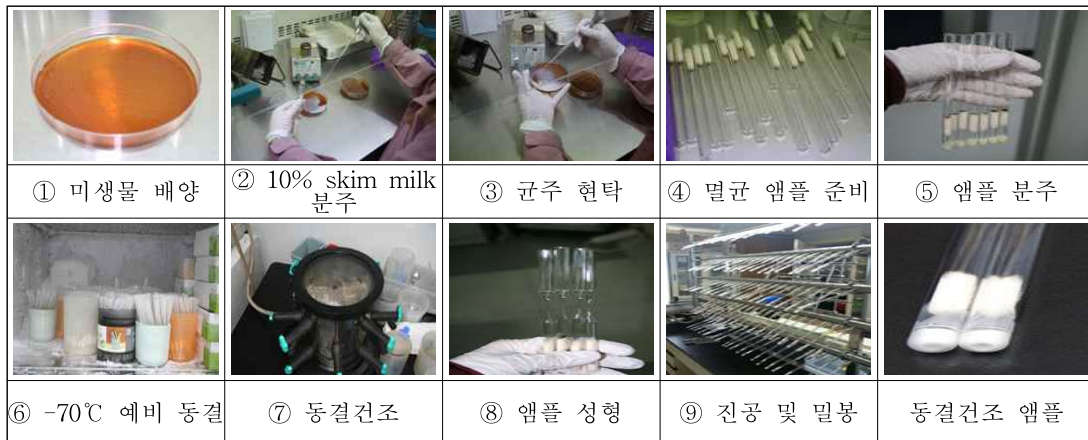 ① 미생물 배양
② 10% skim milk
분주
③ 균주 현탁
④ 멸균 앰플 준비
⑤ 앰플 분주
⑥ -70℃ 예비 동결
⑦ 동결건조
⑧ 앰플 성형
⑨ 진공 및 밀봉
동결건조 앰플